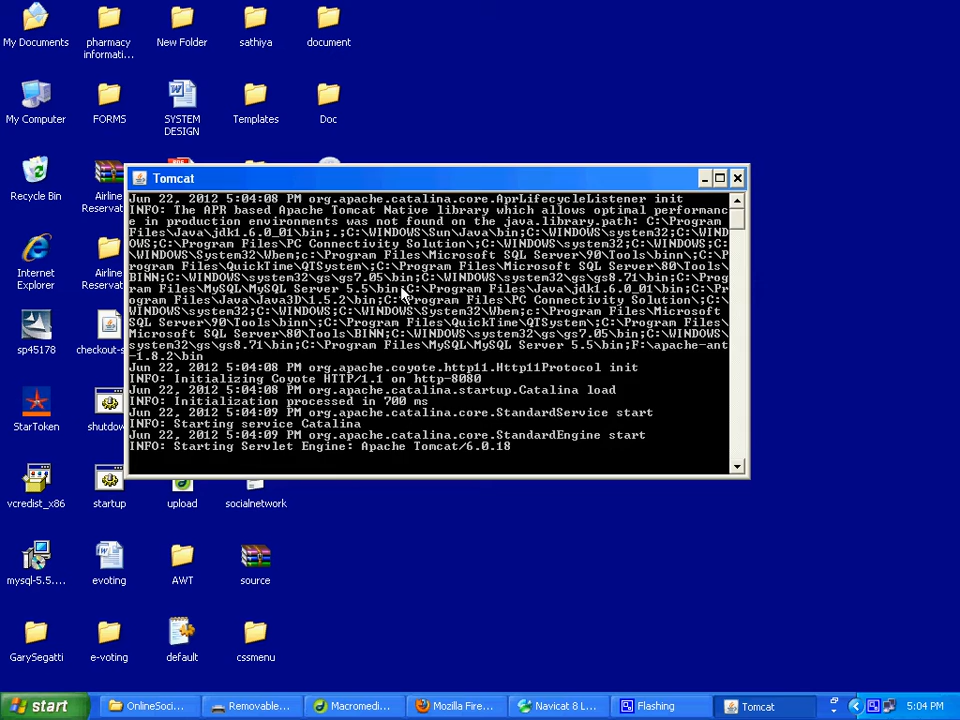 My Documents
pharmacy
informati...
New Folder
sathiya
document
My Computer
FORMS
SYSTEM
DESIGN
Templates
Doc
Recycle Bin
Airline
Reservat
Tomcat
Jun 22, 2012 5:04:08 PM org.apache.catalina.core.AprLifecycleListener init
INFO: The APR based Apache Tomcat Native library which allows optimal performanc
e in production environments was not found on the java.library.path: C:\Program
Files\Java\jdk1.6.0_01\bin;.;C:\WINDOWS\Sun\Java\bin;C:\WINDOWS\system32;C:\WIND
OWS;C:\Program Files\PC Connectivity Solution\;C:\WINDOWS\system32;C:\WINDOWS;C:
\WINDOWS\System32\Wbem;c:\Program Files\Microsoft SQL Server\90\Tools\binn\;C:\P
rogram Files\QuickTime\QTSystem\;C:\Program Files\Microsoft SQL Server\80\Tools\
BINN;C:\WINDOWS\system32\gs\gs7.05\bin;C:\WINDOWS\system32\gs\gs8.71\bin;C:\Prog
ram Files\MySQL\MySQL Server 5.5\bin;C:\Program Files\Java\jdk1.6.0_01\bin;C:\Pr
ogram Files\Java\Java3D\1.5.2\bin;C:\Program Files\PC Connectivity Solution\;C:\
WINDOWS\system32;C:\WINDOWS;C:\WINDOWS\System32\Wbem;c:\Program Files\Microsoft
SQL Server\90\Tools\binn\;C:\Program Files\QuickTime\QTSystem\;C:\Program Files\
Microsoft SQL Server\80\Tools\BINN;C:\WINDOWS\system32\gs\gs7.05\bin;C:\WINDOWS\
system32\gs\gs8.71\bin;C:\Program Files\MySQL\MySQL Server 5.5\bin;F:\apache-ant
-1.8.2\bin
Jun 22, 2012 5:04:08 PM org.apache.coyote.http11.Http11Protocol init
INFO: Initializing Coyote HTTP/1.1 on http-8080
Jun 22, 2012 5:04:08 PM org.apache.catalina.startup.Catalina load
INFO: Initialization processed in 700 ms
Jun 22, 2012 5:04:09 PM org.apache.catalina.core.StandardService start
INFO: Starting service Catalina
Jun 22, 2012 5:04:09 PM org.apache.catalina.core.StandardEngine start
INFO: Starting Servlet Engine: Apache Tomcat/6.0.18
Internet
Explorer
Airline
Reservat
sp45178
checkout-s
StarToken
shutdow
vcredist_x86
startup
upload
socialnetwork
mysql-5.5....
evoting
AWT
source
GarySegatti
e-voting
default
cssmenu
start
OnlineSoci...
Removable...
Macromedi...
Mozilla Fire...
Navicat 8 L...
Flashing
Tomcat
5:04 PM